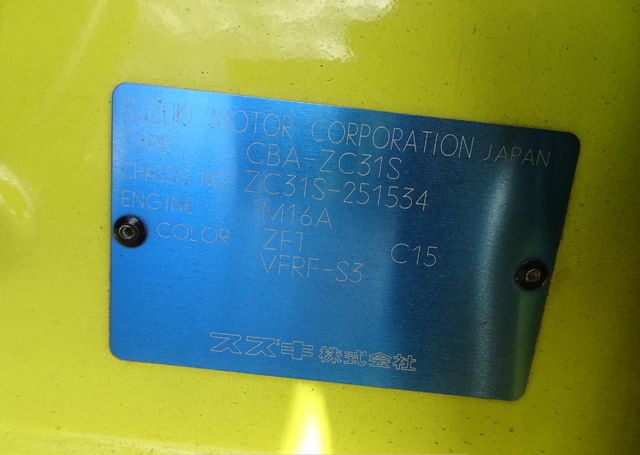 SUZUKI MOTOR CORPORATION JAPAN
TYPE CBA-ZC31S
CHASSIS NO. ZC31S-251534
ENGINE M16A
COLOR ZFT C15
VFRF-S3
スズキ株式会社